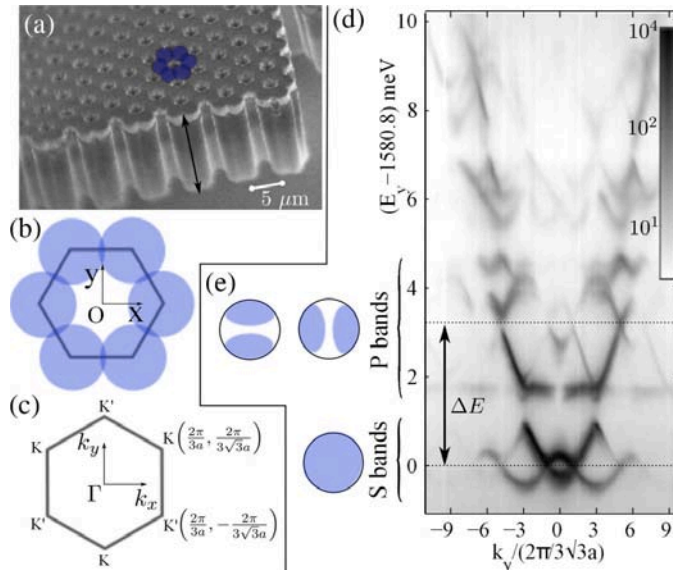 (a)
5 μm
(b)
y
O
x
(c)
K'
K
K(2π/3a, 2π/3√3a)
k_y
Γ
k_x
K'
K'(2π/3a, -2π/3√3a)
K
(d)
(E_y−1580.8) meV
10
8
6
4
2
0
10^4
10^2
10^1
ΔE
−9 −6 −3 0 3 6 9
k_y/(2π/3√3a)
(e)
P bands
S bands